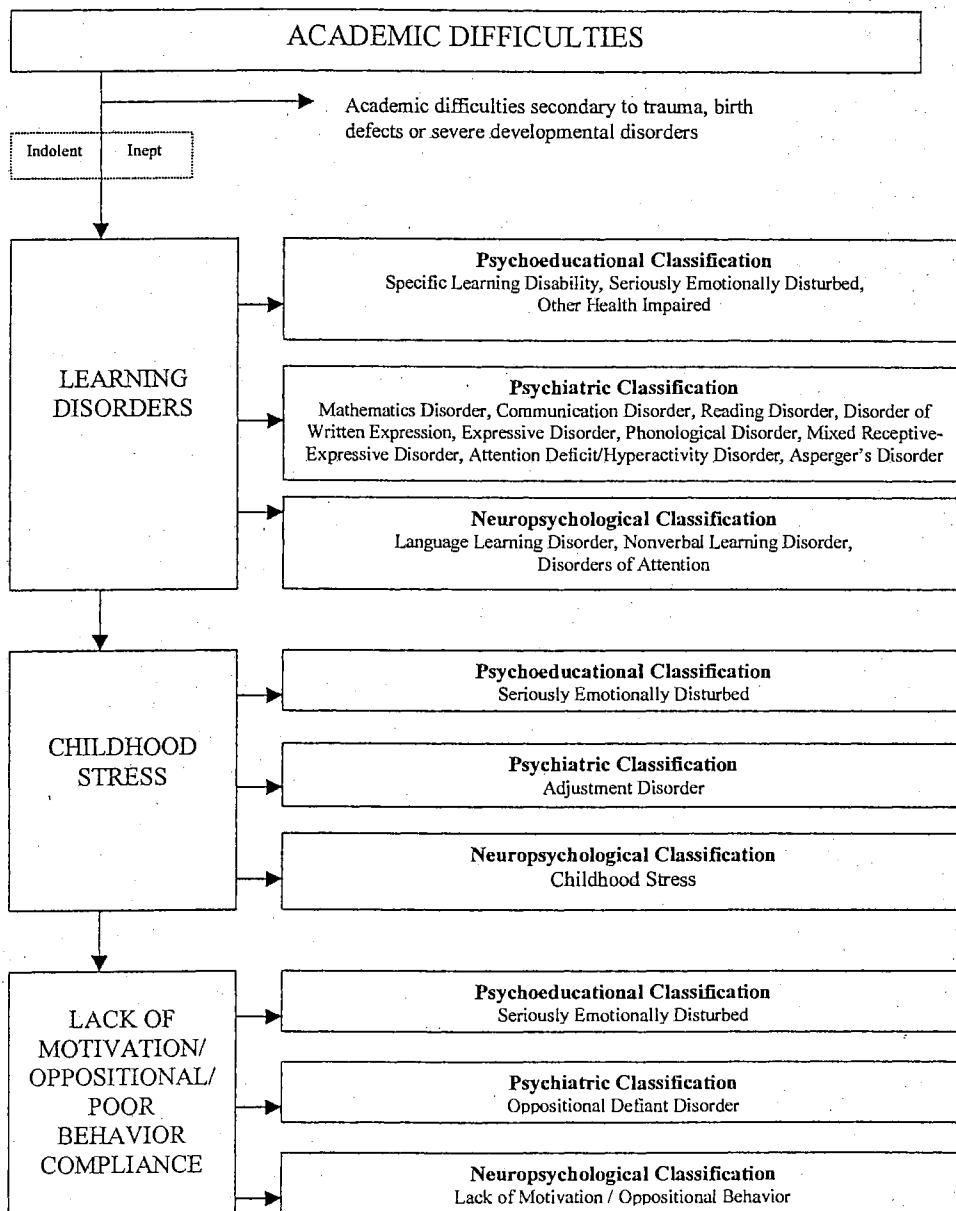 ACADEMIC DIFFICULTIES
Academic difficulties secondary to trauma, birth
defects or severe developmental disorders
Indolent
Inept
LEARNING
DISORDERS
Psychoeducational Classification
Specific Learning Disability, Seriously Emotionally Disturbed,
Other Health Impaired
Psychiatric Classification
Mathematics Disorder, Communication Disorder, Reading Disorder, Disorder of
Written Expression, Expressive Disorder, Phonological Disorder, Mixed Receptive-
Expressive Disorder, Attention Deficit/Hyperactivity Disorder, Asperger's Disorder
Neuropsychological Classification
Language Learning Disorder, Nonverbal Learning Disorder,
Disorders of Attention
CHILDHOOD
STRESS
Psychoeducational Classification
Seriously Emotionally Disturbed
Psychiatric Classification
Adjustment Disorder
Neuropsychological Classification
Childhood Stress
LACK OF
MOTIVATION/
OPPOSITIONAL/
POOR
BEHAVIOR
COMPLIANCE
Psychoeducational Classification
Seriously Emotionally Disturbed
Psychiatric Classification
Oppositional Defiant Disorder
Neuropsychological Classification
Lack of Motivation / Oppositional Behavior